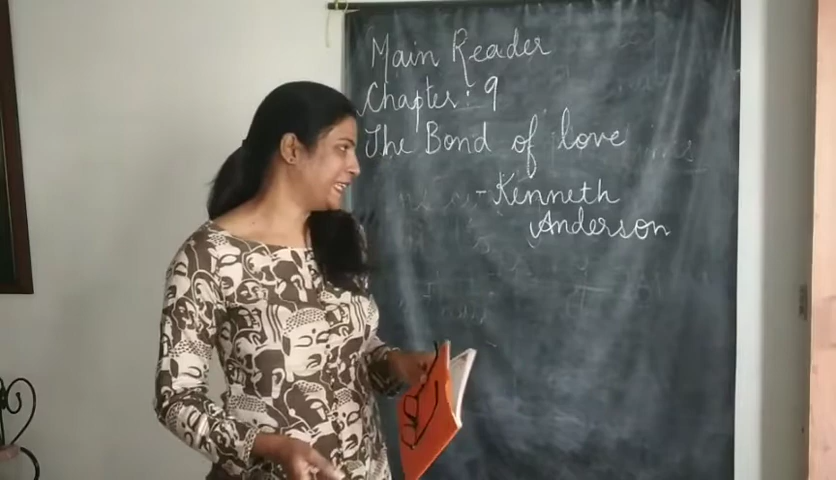 Main Reader
Chapter: 9
The Bond of love
- Kenneth
Anderson